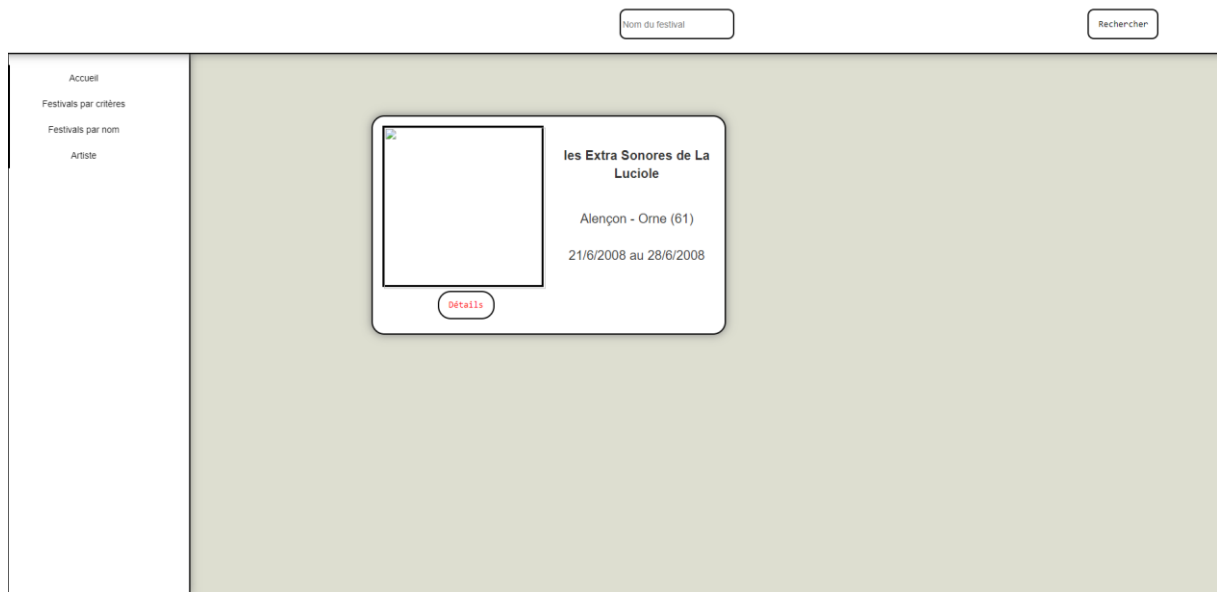 Nom du festival
Rechercher
Accueil
Festivals par critères
Festivals par nom
Artiste
les Extra Sonores de La
Luciole
Alençon - Orne (61)
21/6/2008 au 28/6/2008
Détails